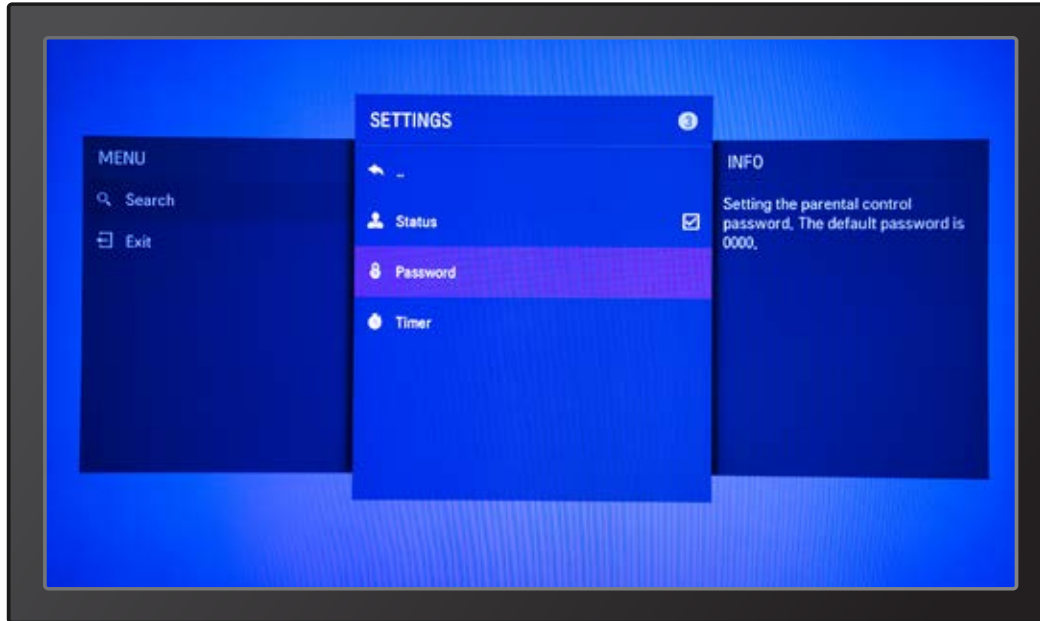 MENU
Search
Exit
SETTINGS
3
..
Status
Password
Timer
INFO
Setting the parental control
password. The default password is
0000.